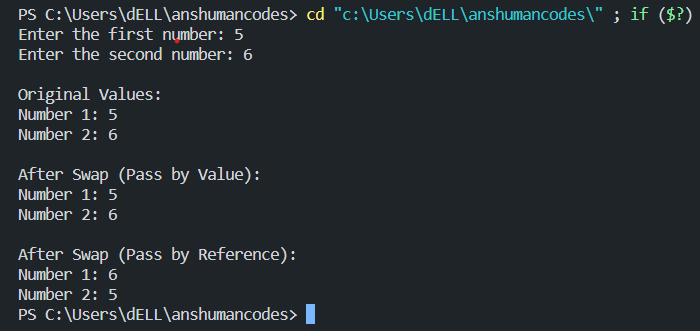 PS C:\Users\dELL\anshumancodes> cd "c:\Users\dELL\anshumancodes\" ; if ($?)
Enter the first number: 5
Enter the second number: 6
Original Values:
Number 1: 5
Number 2: 6
After Swap (Pass by Value):
Number 1: 5
Number 2: 6
After Swap (Pass by Reference):
Number 1: 6
Number 2: 5
PS C:\Users\dELL\anshumancodes>